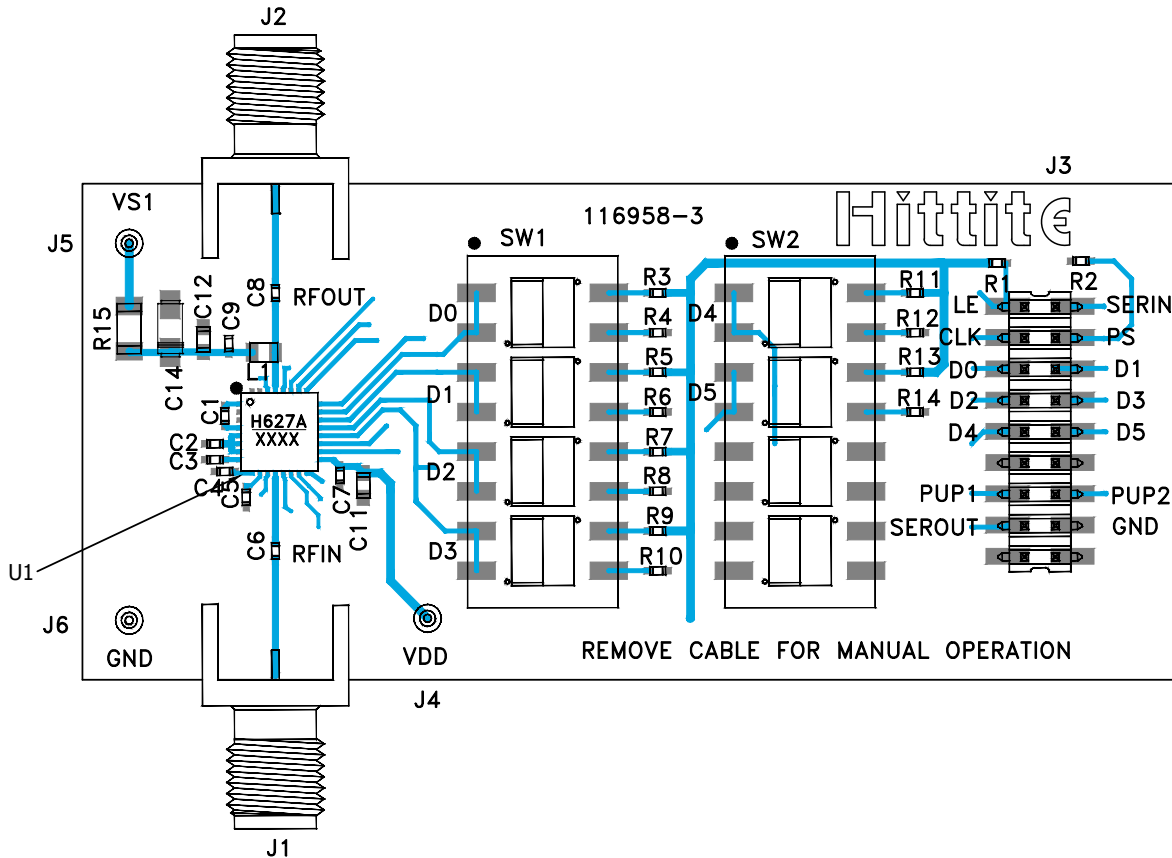 J2
J3
VS1
116958-3
Hittite
J5
SW1
SW2
R15
C14
C12
C9
C8
RFOUT
L1
D0
R3
D4
R11
R1
R2
LE
SERIN
R4
R12
CLK
PS
D1
R5
D5
R13
D0
D1
C1
H627A
XXXX
R6
R14
D2
D3
C2
C3
C4
C5
D2
R7
D4
D5
C7
C11
R8
PUP1
PUP2
C6
RFIN
D3
R9
SEROUT
GND
R10
U1
J6
GND
VDD
REMOVE CABLE FOR MANUAL OPERATION
J4
J1